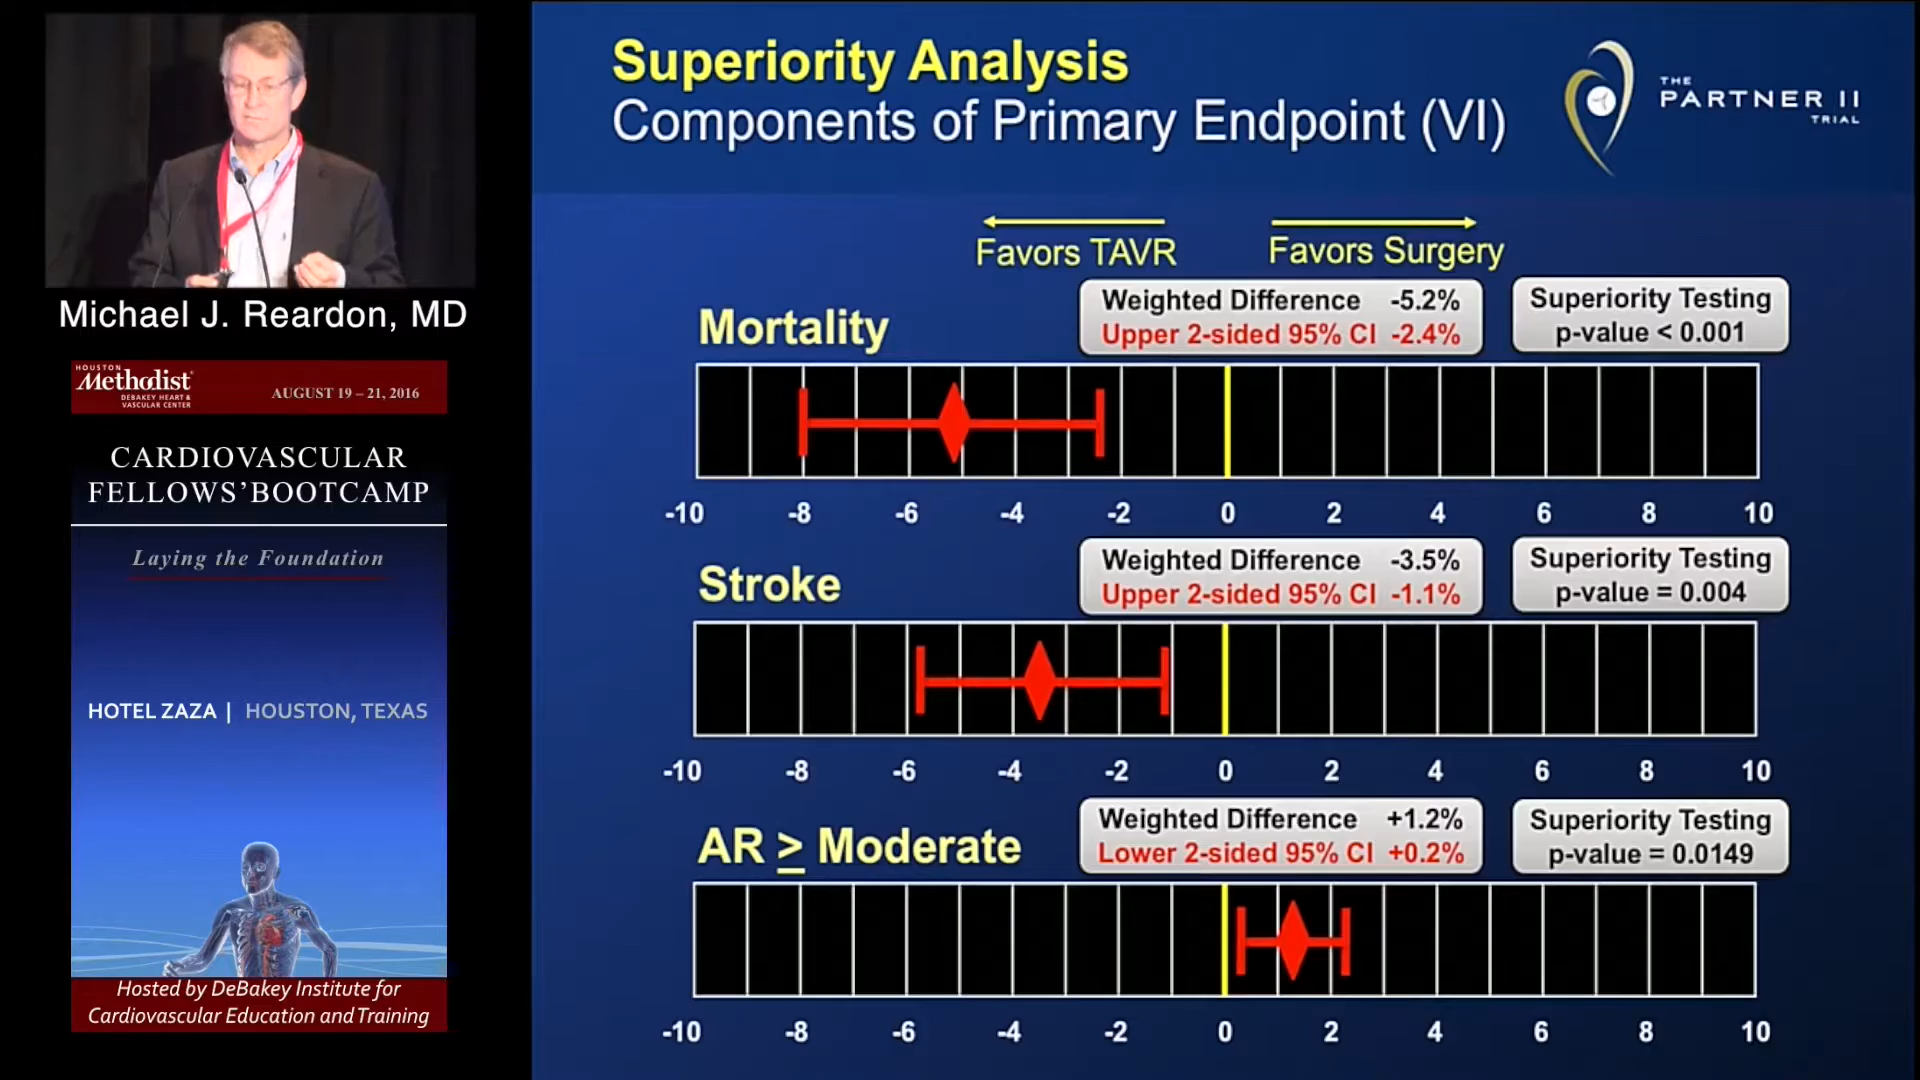 Michael J. Reardon, MD
HOUSTON
Methodist
DEBAKEY HEART &
VASCULAR CENTER
AUGUST 19 – 21, 2016
CARDIOVASCULAR
FELLOWS'BOOTCAMP
Laying the Foundation
HOTEL ZAZA | HOUSTON, TEXAS
Hosted by DeBakey Institute for
Cardiovascular Education and Training
Superiority Analysis
Components of Primary Endpoint (VI)
THE
PARTNER II
TRIAL
Favors TAVR Favors Surgery
Mortality
Weighted Difference -5.2%
Upper 2-sided 95% CI -2.4%
Superiority Testing
p-value < 0.001
-10 -8 -6 -4 -2 0 2 4 6 8 10
Stroke
Weighted Difference -3.5%
Upper 2-sided 95% CI -1.1%
Superiority Testing
p-value = 0.004
-10 -8 -6 -4 -2 0 2 4 6 8 10
AR ≥ Moderate
Weighted Difference +1.2%
Lower 2-sided 95% CI +0.2%
Superiority Testing
p-value = 0.0149
-10 -8 -6 -4 -2 0 2 4 6 8 10